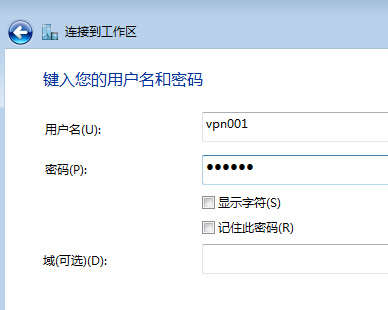 连接到工作区
键入您的用户名和密码
用户名(U):
vpn001
密码(P):
●●●●●●
显示字符(S)
记住此密码(R)
域(可选)(D):